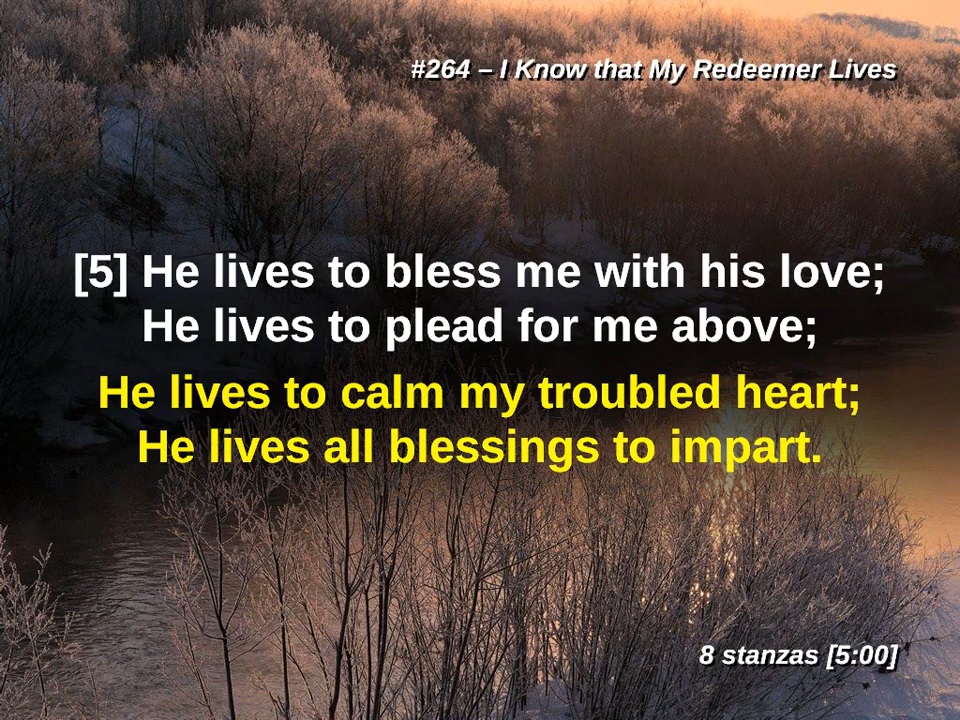 #264 – I Know that My Redeemer Lives
[5] He lives to bless me with his love;
He lives to plead for me above;
He lives to calm my troubled heart;
He lives all blessings to impart.
8 stanzas [5:00]